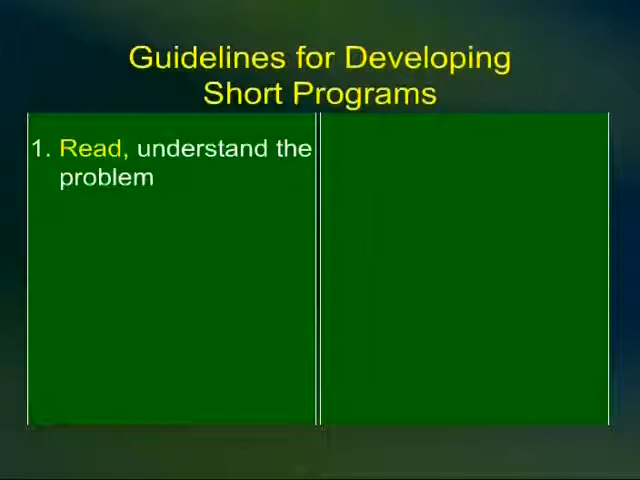 Guidelines for Developing
Short Programs
1. Read, understand the
problem